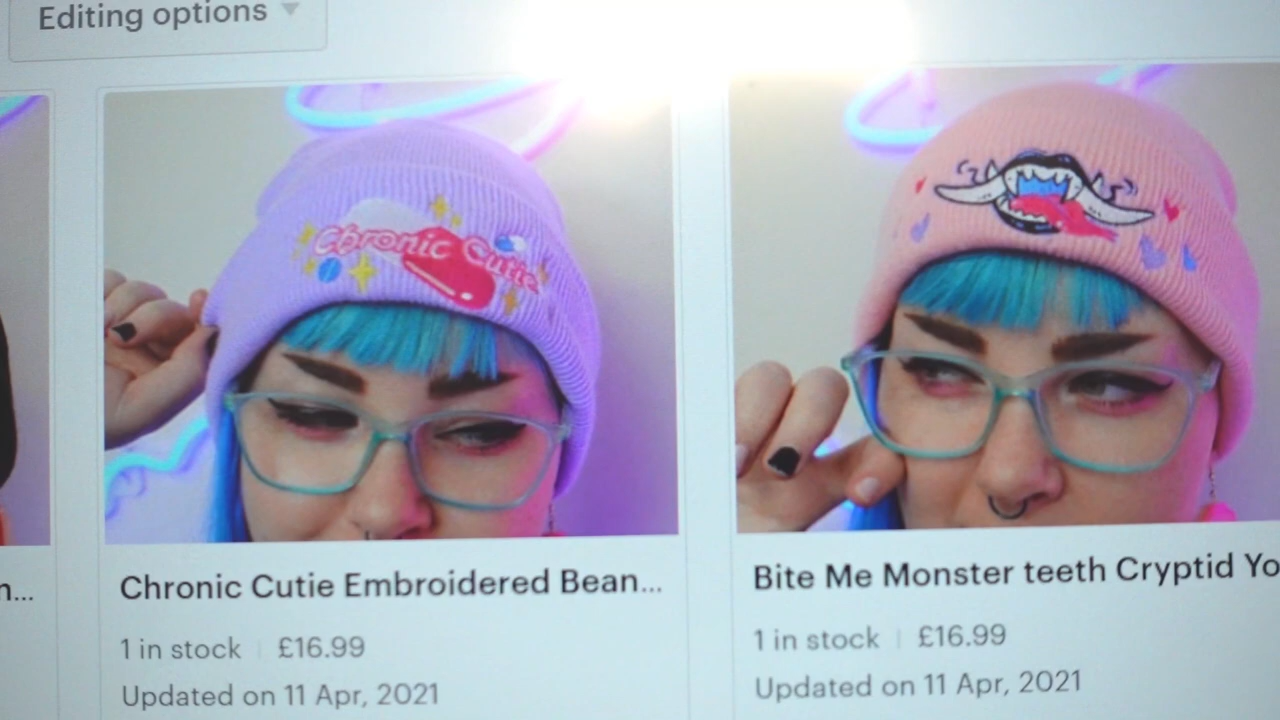 Editing options
Chronic Cutie
n...
Chronic Cutie Embroidered Bean...
1 in stock | £16.99
Updated on 11 Apr, 2021
Bite Me Monster teeth Cryptid Yo
1 in stock | £16.99
Updated on 11 Apr, 2021